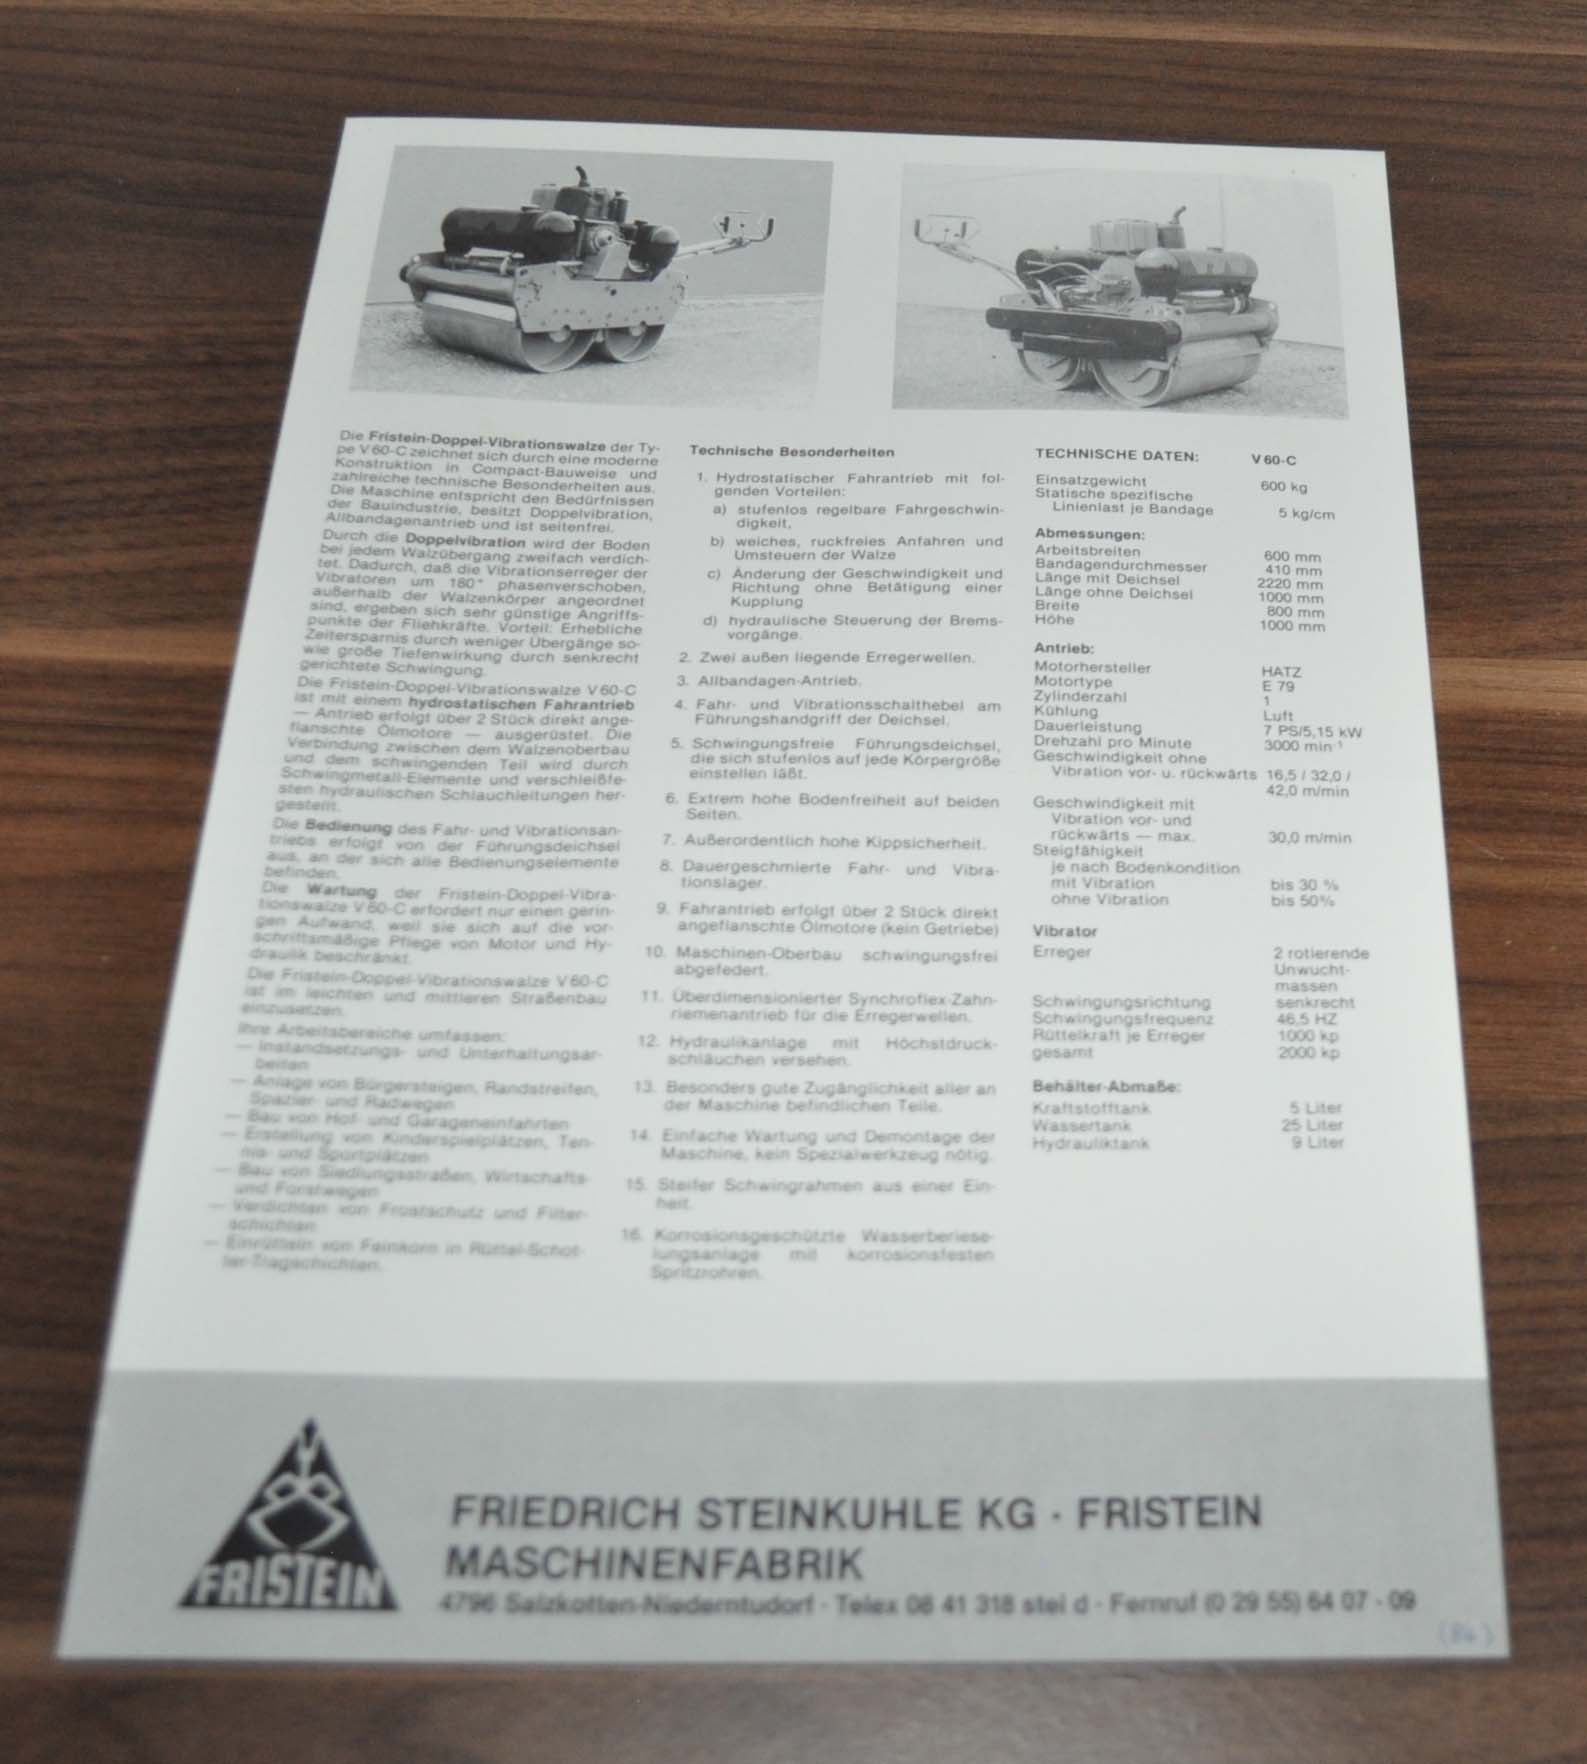 Die Fristein-Doppel-Vibrationswalze der Ty-
pe V60-C zeichnet sich durch eine moderne
Konstruktion in Compact-Bauweise und
zahlreiche technische Besonderheiten aus.
Die Maschine entspricht den Bedürfnissen
der Bauindustrie, besitzt Doppelvibration,
Allbandagenantrieb und ist seitenfrei.
Durch die Doppelvibration wird der Boden
bei jedem Walzübergang zweifach verdich-
tet. Dadurch, daß die Vibrationserreger der
Vibratoren um 180° phasenverschoben,
außerhalb der Walzenkörper angeordnet
sind, ergeben sich sehr günstige Angriffs-
punkte der Fliehkräfte. Vorteil: Erhebliche
Zeitersparnis durch weniger Übergänge so-
wie große Tiefenwirkung durch senkrecht
gerichtete Schwingung.
Die Fristein-Doppel-Vibrationswalze V60-C
ist mit einem hydrostatischen Fahrantrieb
— Antrieb erfolgt über 2 Stück direkt ange-
flanschte Ölmotore — ausgerüstet. Die
Verbindung zwischen dem Walzenoberbau
und dem schwingenden Teil wird durch
Schwingmetall-Elemente und verschleißfe-
sten hydraulischen Schlauchleitungen her-
gestellt.
Die Bedienung des Fahr- und Vibrationsan-
triebs erfolgt von der Führungsdeichsel
aus, an der sich alle Bedienungselemente
befinden.
Die Wartung der Fristein-Doppel-Vibra-
tionswalze V60-C erfordert nur einen gerin-
gen Aufwand, weil sie sich auf die vor-
schriftsmäßige Pflege von Motor und Hy-
draulik beschränkt.
Die Fristein-Doppel-Vibrationswalze V60-C
ist im leichten und mittleren Straßenbau
einzusetzen.
Ihre Arbeitsbereiche umfassen:
— Instandsetzungs- und Unterhaltungsar-
beiten
— Anlage von Bürgersteigen, Randstreifen,
Spazier- und Radwegen
— Bau von Hof- und Garageneinfahrten
— Erstellung von Kinderspielplätzen, Ten-
nis- und Sportplätzen
— Bau von Siedlungsstraßen, Wirtschafts-
und Forstwegen
— Verdichten von Frostschutz und Filter-
schichten
— Einrütteln von Feinkorn in Rüttel-Schot-
ter-Tragschichten.
Technische Besonderheiten
1. Hydrostatischer Fahrantrieb mit fol-
genden Vorteilen:
a) stufenlos regelbare Fahrgeschwin-
digkeit,
b) weiches, ruckfreies Anfahren und
Umsteuern der Walze
c) Änderung der Geschwindigkeit und
Richtung ohne Betätigung einer
Kupplung
d) hydraulische Steuerung der Brems-
vorgänge.
2. Zwei außen liegende Erregerwellen.
3. Allbandagen-Antrieb.
4. Fahr- und Vibrationsschalthebel am
Führungshandgriff der Deichsel.
5. Schwingungsfreie Führungsdeichsel,
die sich stufenlos auf jede Körpergröße
einstellen läßt.
6. Extrem hohe Bodenfreiheit auf beiden
Seiten.
7. Außerordentlich hohe Kippsicherheit.
8. Dauergeschmierte Fahr- und Vibra-
tionslager.
9. Fahrantrieb erfolgt über 2 Stück direkt
angeflanschte Ölmotore (kein Getriebe)
10. Maschinen-Oberbau schwingungsfrei
abgefedert.
11. Überdimensionierter Synchroflex-Zahn-
riemenantrieb für die Erregerwellen.
12. Hydraulikanlage mit Höchstdruck-
schläuchen versehen.
13. Besonders gute Zugänglichkeit aller an
der Maschine befindlichen Teile.
14. Einfache Wartung und Demontage der
Maschine, kein Spezialwerkzeug nötig.
15. Steifer Schwingrahmen aus einer Ein-
heit.
16. Korrosionsgeschützte Wasserberiese-
lungsanlage mit korrosionsfesten
Spritzrohren.
TECHNISCHE DATEN: V60-C
Einsatzgewicht 600 kg
Statische spezifische
Linienlast je Bandage 5 kg/cm
Abmessungen:
Arbeitsbreiten 600 mm
Bandagendurchmesser 410 mm
Länge mit Deichsel 2220 mm
Länge ohne Deichsel 1000 mm
Breite 800 mm
Höhe 1000 mm
Antrieb:
Motorhersteller HATZ
Motortype E 79
Zylinderzahl 1
Kühlung Luft
Dauerleistung 7 PS/5,15 kW
Drehzahl pro Minute 3000 min⁻¹
Geschwindigkeit ohne
Vibration vor- u. rückwärts 16,5 / 32,0 /
42,0 m/min
Geschwindigkeit mit
Vibration vor- und
rückwärts — max. 30,0 m/min
Steigfähigkeit
je nach Bodenkondition
mit Vibration bis 30 %
ohne Vibration bis 50%
Vibrator
Erreger 2 rotierende
Unwucht-
massen
Schwingungsrichtung senkrecht
Schwingungsfrequenz 46,5 HZ
Rüttelkraft je Erreger 1000 kp
gesamt 2000 kp
Behälter-Abmaße:
Kraftstofftank 5 Liter
Wassertank 25 Liter
Hydrauliktank 9 Liter
FRISTEIN
FRIEDRICH STEINKUHLE KG · FRISTEIN
MASCHINENFABRIK
4796 Salzkotten-Niederntudorf · Telex 08 41 318 stei d · Fernruf (0 29 55) 64 07 - 09
(84)